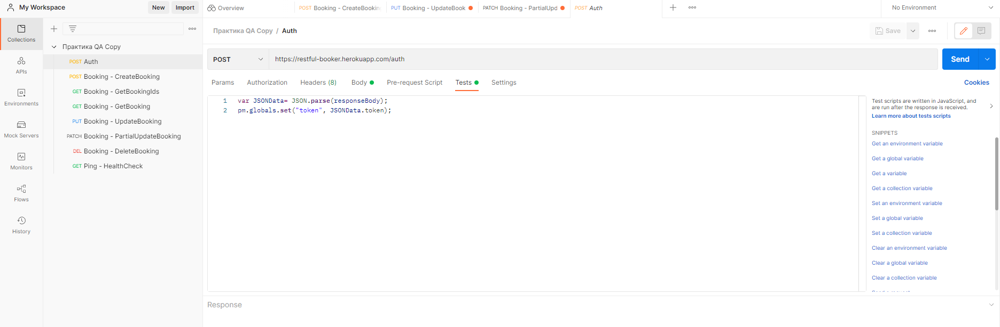 My Workspace
New
Import
Overview
POST Booking - CreateBookin
PUT Booking - UpdateBook
PATCH Booking - PartialUpd
POST Auth
No Environment
Collections
APIs
Environments
Mock Servers
Monitors
Flows
History
Практика QA Copy
POST Auth
POST Booking - CreateBooking
GET Booking - GetBookingIds
GET Booking - GetBooking
PUT Booking - UpdateBooking
PATCH Booking - PartialUpdateBooking
DEL Booking - DeleteBooking
GET Ping - HealthCheck
Практика QA Copy / Auth
Save
POST
https://restful-booker.herokuapp.com/auth
Send
Params
Authorization
Headers (8)
Body
Pre-request Script
Tests
Settings
Cookies
1 var JSONData= JSON.parse(responseBody);
2 pm.globals.set("token", JSONData.token);
Test scripts are written in JavaScript, and
are run after the response is received.
Learn more about tests scripts
SNIPPETS
Get an environment variable
Get a global variable
Get a variable
Get a collection variable
Set an environment variable
Set a global variable
Set a collection variable
Clear an environment variable
Clear a global variable
Clear a collection variable
Response